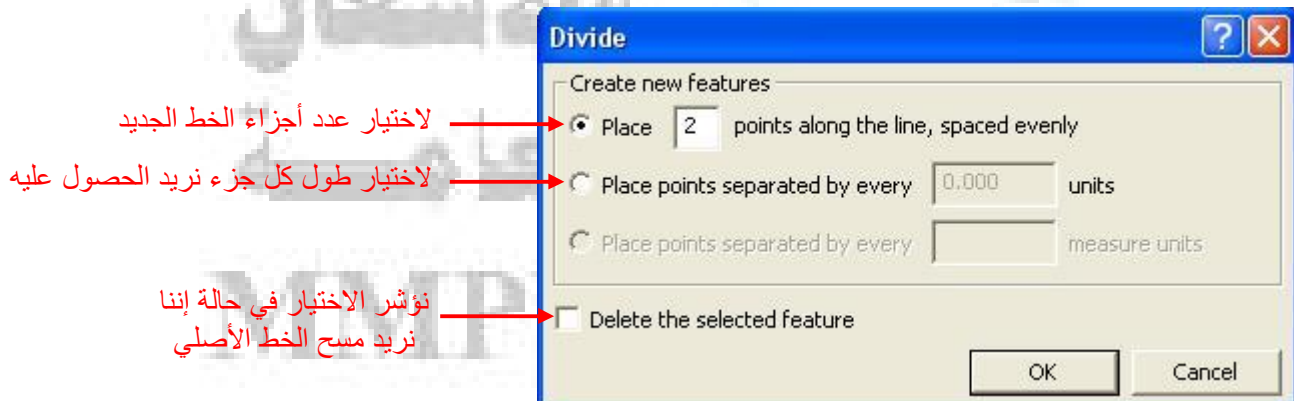 Divide
Create new features
لاختيار عدد أجزاء الخط الجديد
Place 2 points along the line, spaced evenly
لاختيار طول كل جزء نريد الحصول عليه
Place points separated by every 0.000 units
Place points separated by every measure units
نؤشر الاختيار في حالة إننا
نريد مسح الخط الأصلي
Delete the selected feature
OK Cancel
MMP